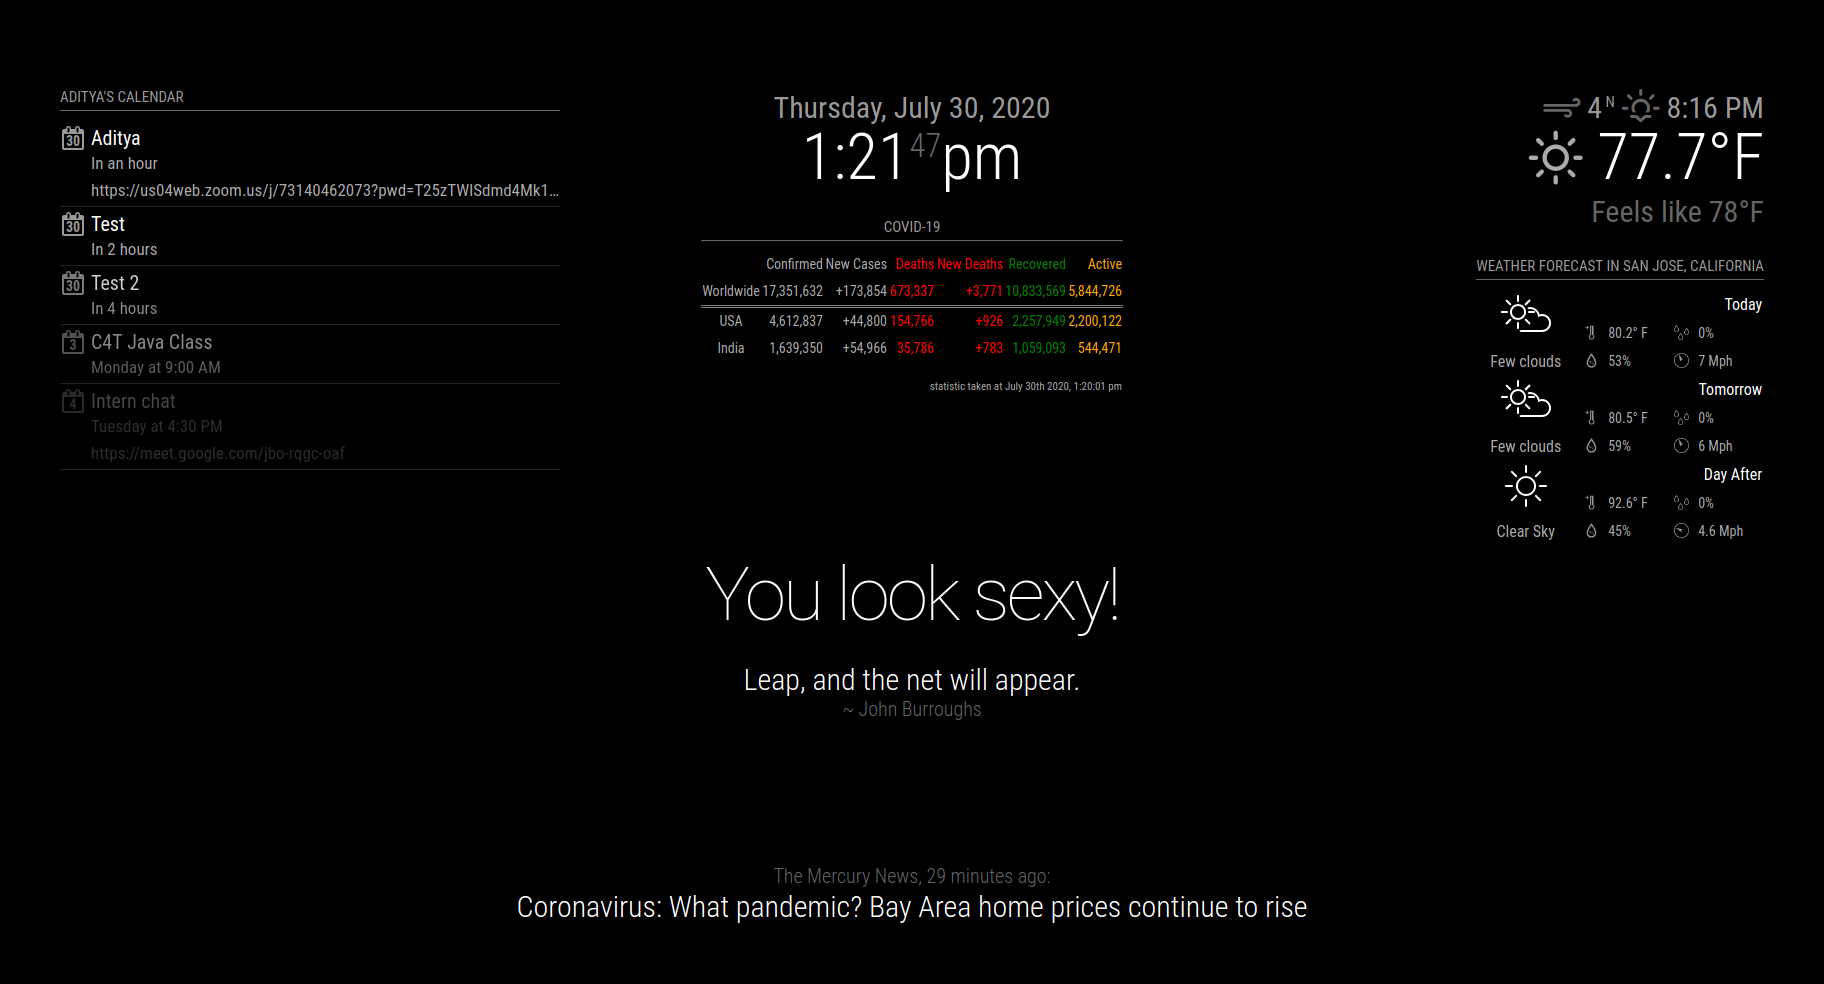 ADITYA'S CALENDAR
30 Aditya
In an hour
https://us04web.zoom.us/j/73140462073?pwd=T25zTWlSdmd4Mk1...
30 Test
In 2 hours
30 Test 2
In 4 hours
3 C4T Java Class
Monday at 9:00 AM
4 Intern chat
Tuesday at 4:30 PM
https://meet.google.com/jbo-rqgc-oaf
Thursday, July 30, 2020
1:21 47 pm
COVID-19
Confirmed New Cases Deaths New Deaths Recovered Active
Worldwide 17,351,632 +173,854 673,337 +3,771 10,833,569 5,844,726
USA 4,612,837 +44,800 154,766 +926 2,257,949 2,200,122
India 1,639,350 +54,966 35,786 +783 1,059,093 544,471
statistic taken at July 30th 2020, 1:20:01 pm
4 N 8:16 PM
77.7°F
Feels like 78°F
WEATHER FORECAST IN SAN JOSE, CALIFORNIA
Today
80.2° F 0%
Few clouds 53% 7 Mph
Tomorrow
80.5° F 0%
Few clouds 59% 6 Mph
Day After
92.6° F 0%
Clear Sky 45% 4.6 Mph
You look sexy!
Leap, and the net will appear.
~ John Burroughs
The Mercury News, 29 minutes ago:
Coronavirus: What pandemic? Bay Area home prices continue to rise